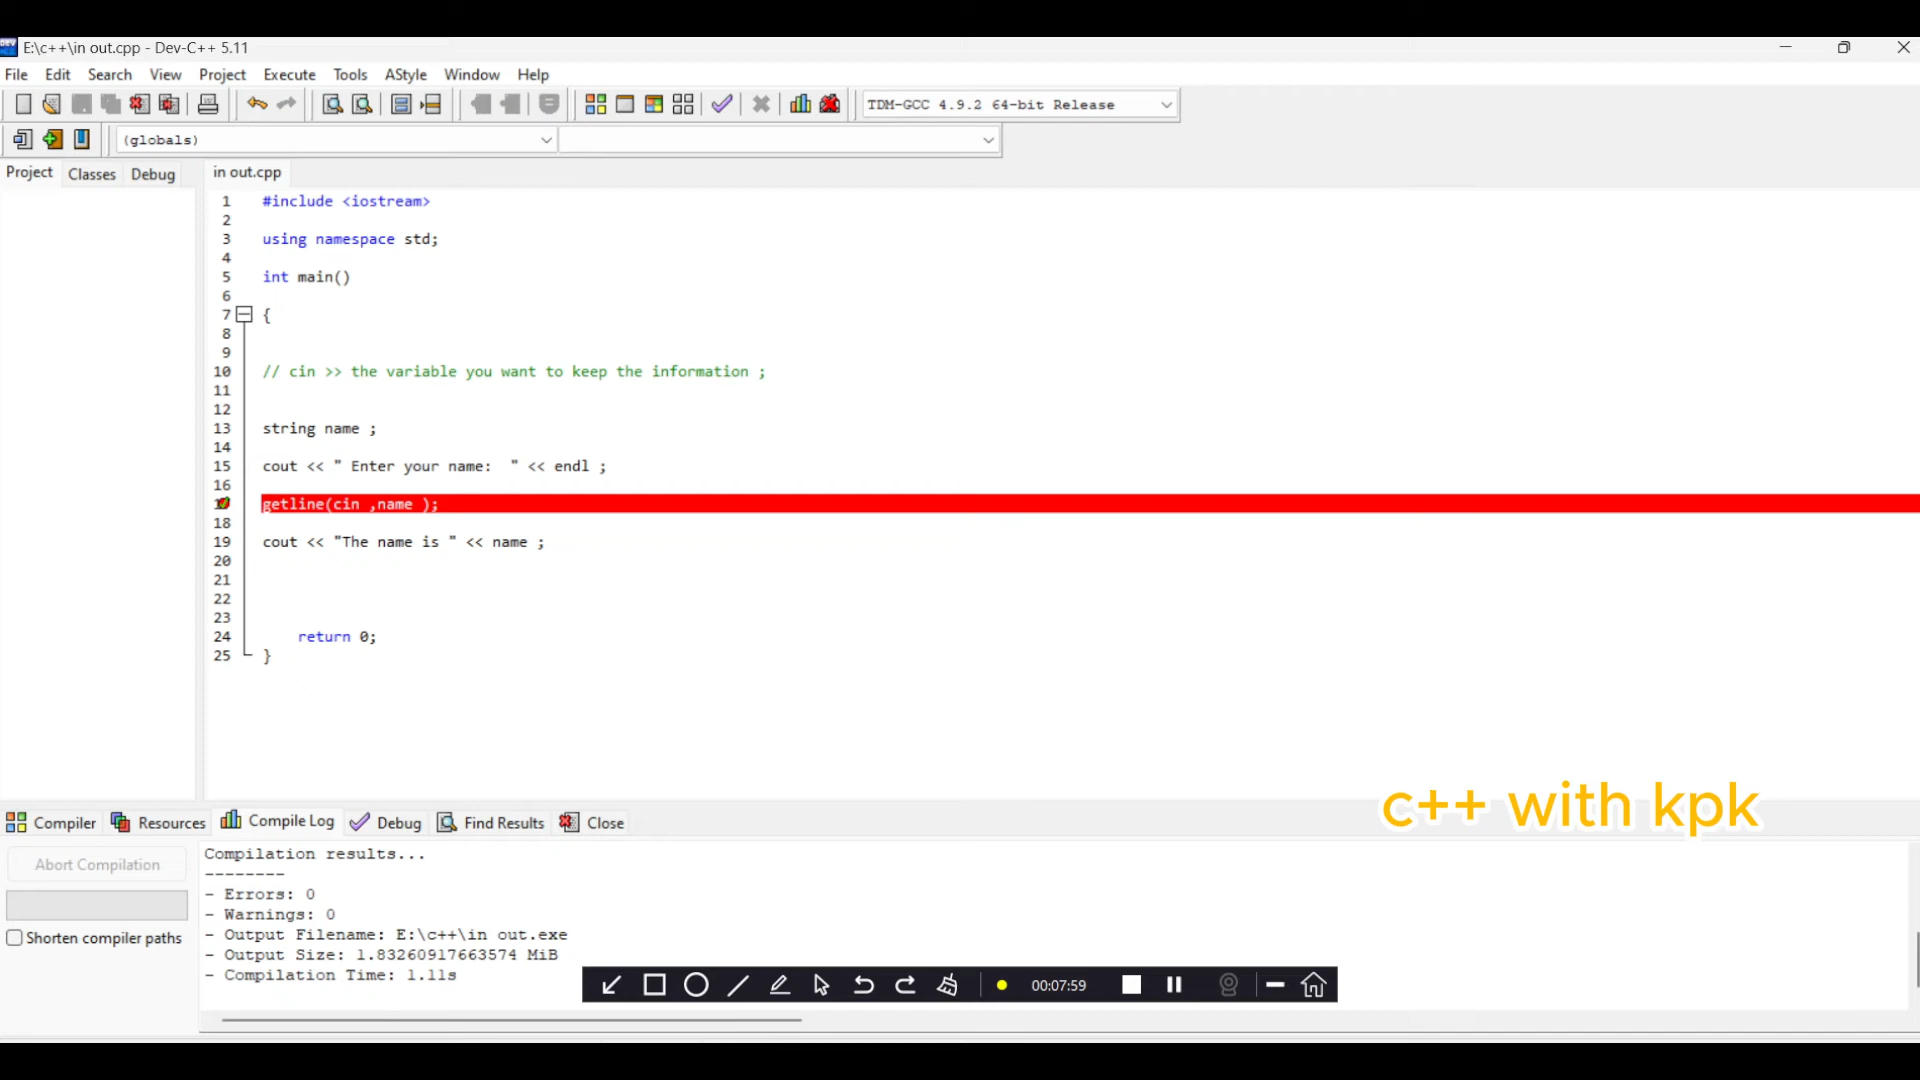 E:\c++\in out.cpp - Dev-C++ 5.11
File Edit Search View Project Execute Tools AStyle Window Help
TDM-GCC 4.9.2 64-bit Release
(globals)
Project Classes Debug in out.cpp
1 #include <iostream>
2
3 using namespace std;
4
5 int main()
6
7 {
8
9
10 // cin >> the variable you want to keep the information ;
11
12
13 string name ;
14
15 cout << " Enter your name:  " << endl ;
16
getline(cin ,name );
18
19 cout << "The name is " << name ;
20
21
22
23
24 return 0;
25 }
c++ with kpk
Compiler Resources Compile Log Debug Find Results Close
Abort Compilation
Shorten compiler paths
Compilation results...
--------
- Errors: 0
- Warnings: 0
- Output Filename: E:\c++\in out.exe
- Output Size: 1.83260917663574 MiB
- Compilation Time: 1.11s
00:07:59